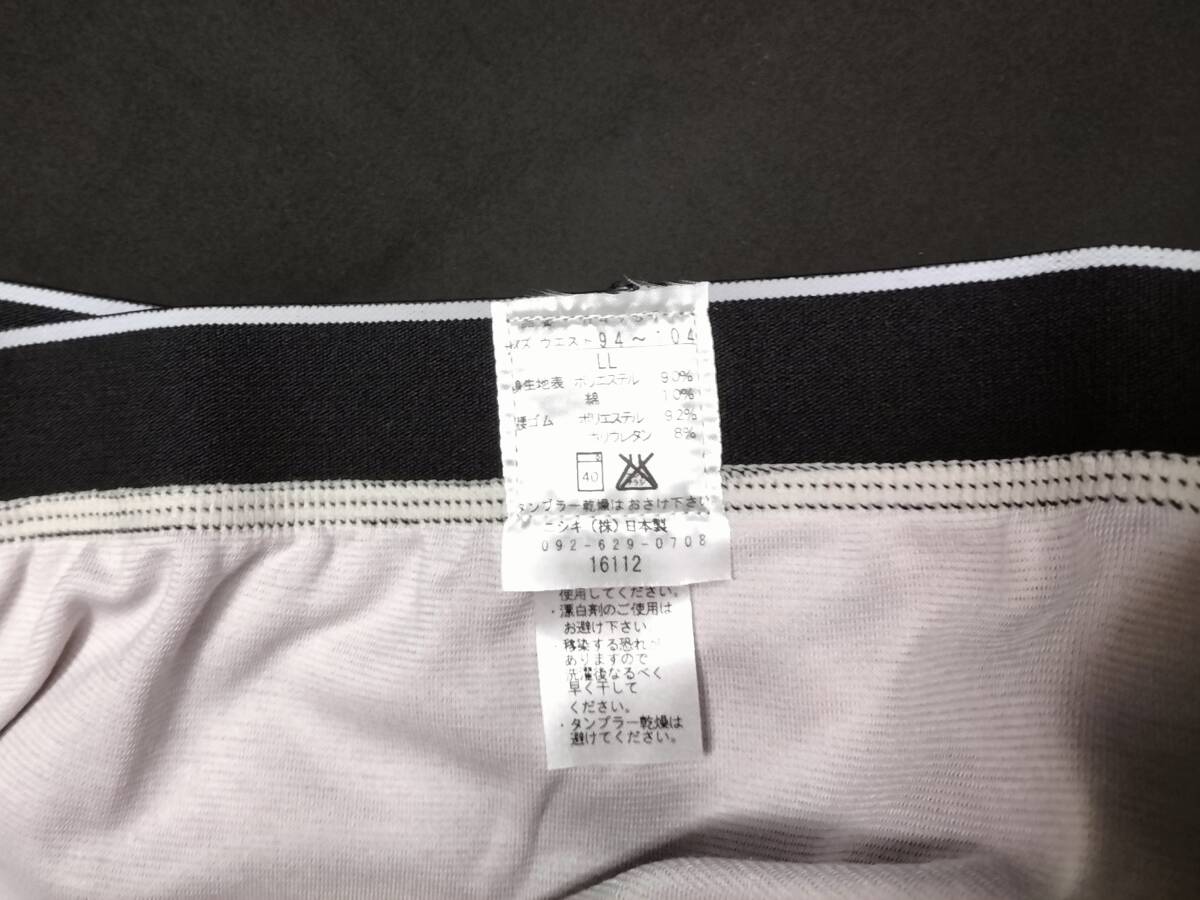 ズ ウエスト 94～104
LL
身生地表 ポリエステル 90%
綿 10%
腰ゴム ポリエステル 92%
ポリウレタン 8%
40
タンブラー乾燥はおさけ下さい
ニシキ（株）日本製
092-629-0708
16112
使用してください。
・漂白剤のご使用は
お避け下さい
・移染する恐れが
ありますので
洗濯後なるべく
早く干して
ください。
・タンブラー乾燥は
避けてください。